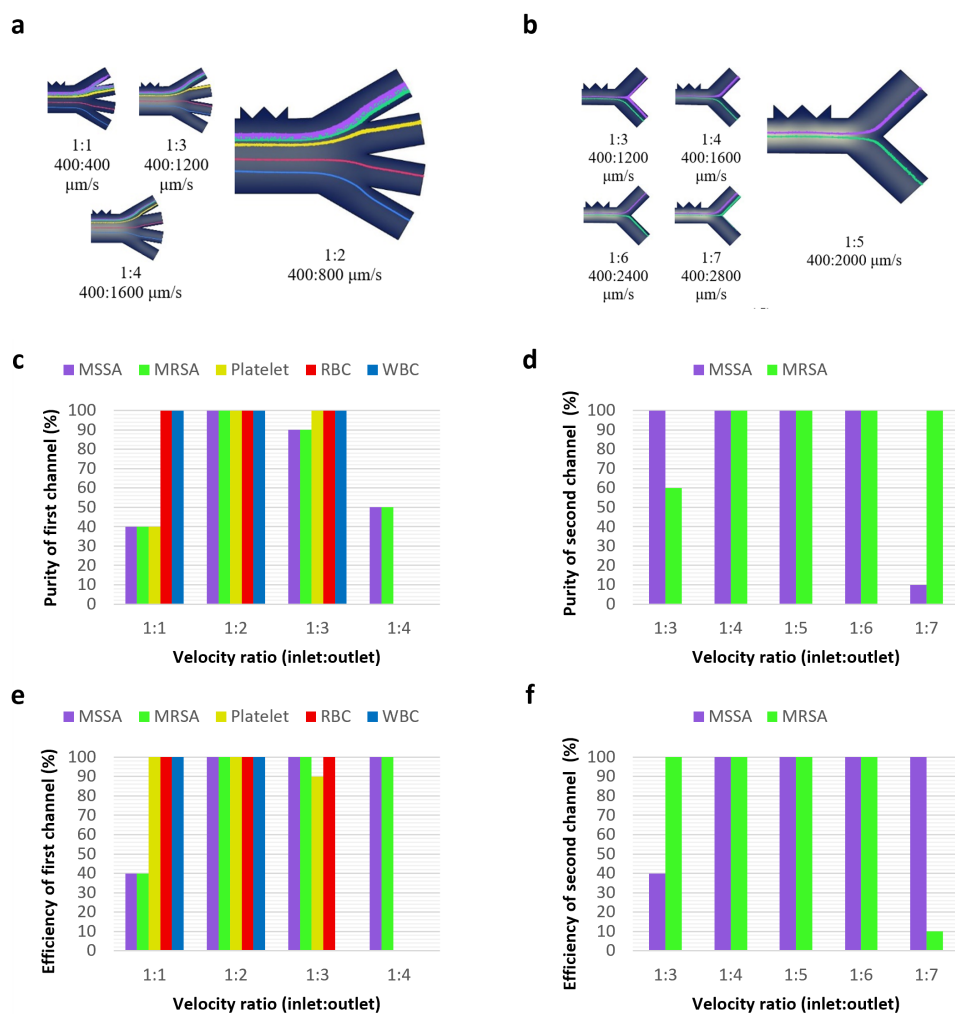 a
b
1:1
400:400
μm/s
1:3
400:1200
μm/s
1:4
400:1600 μm/s
1:2
400:800 μm/s
1:3
400:1200
μm/s
1:4
400:1600
μm/s
1:6
400:2400
μm/s
1:7
400:2800
μm/s
1:5
400:2000 μm/s
c
MSSA MRSA Platelet RBC WBC
Purity of first channel (%)
100
90
80
70
60
50
40
30
20
10
0
1:1 1:2 1:3 1:4
Velocity ratio (inlet:outlet)
d
MSSA MRSA
Purity of second channel (%)
100
90
80
70
60
50
40
30
20
10
0
1:3 1:4 1:5 1:6 1:7
Velocity ratio (inlet:outlet)
e
MSSA MRSA Platelet RBC WBC
Efficiency of first channel (%)
100
90
80
70
60
50
40
30
20
10
0
1:1 1:2 1:3 1:4
Velocity ratio (inlet:outlet)
f
MSSA MRSA
Efficiency of second channel (%)
100
90
80
70
60
50
40
30
20
10
0
1:3 1:4 1:5 1:6 1:7
Velocity ratio (inlet:outlet)